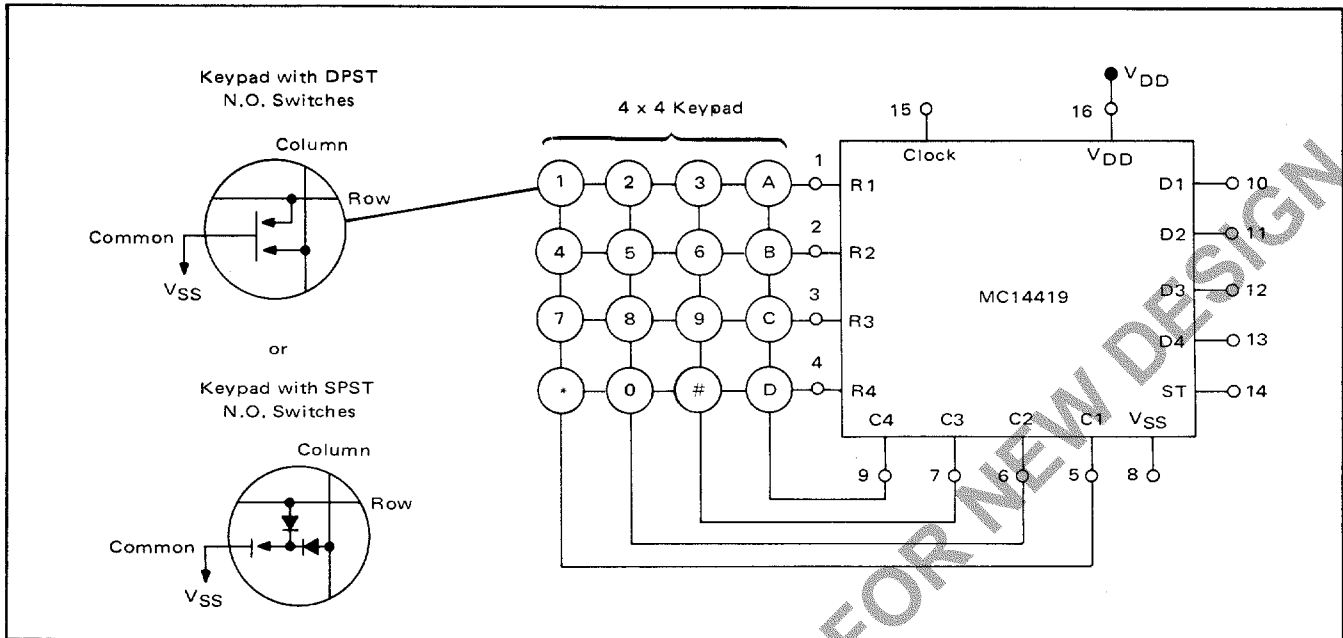 Keypad with DPST
N.O. Switches
Column
Row
Common
VSS
or
Keypad with SPST
N.O. Switches
Column
Row
Common
VSS
4 x 4 Keypad
1 2 3 A
4 5 6 B
7 8 9 C
* 0 # D
1 R1
2 R2
3 R3
4 R4
15
Clock
VDD
16
VDD
MC14419
D1 10
D2 11
D3 12
D4 13
ST 14
C4 C3 C2 C1 VSS
9 7 6 5 8
FOR NEW DESIGN